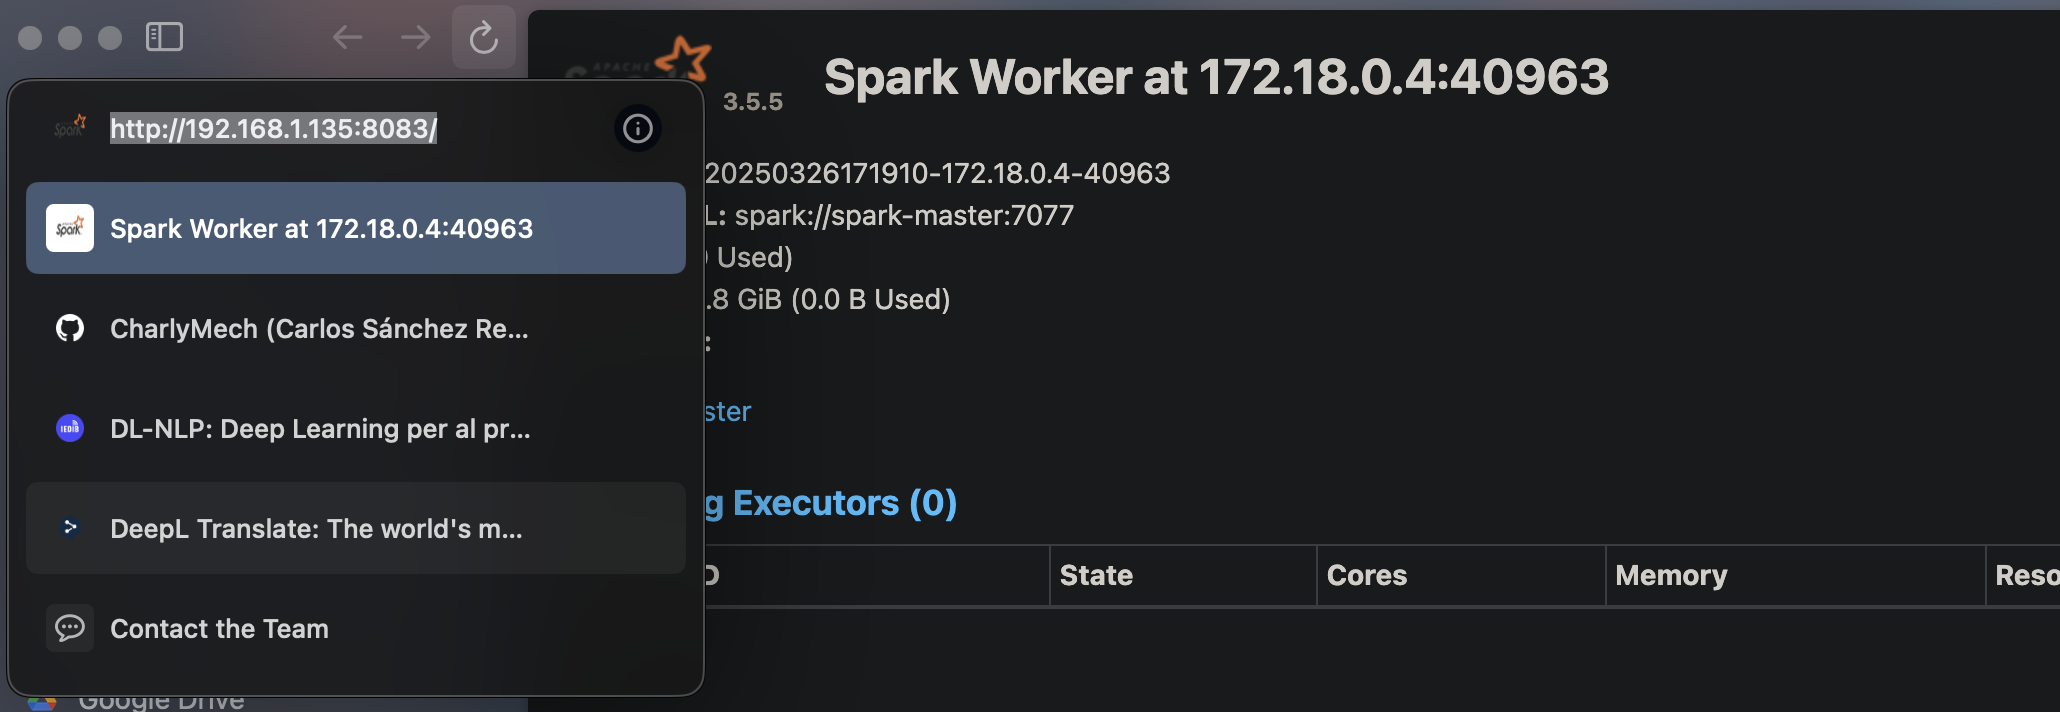 APACHE
3.5.5
Spark Worker at 172.18.0.4:40963
http://192.168.1.135:8083/
Spark Worker at 172.18.0.4:40963
CharlyMech (Carlos Sánchez Re...
DL-NLP: Deep Learning per al pr...
DeepL Translate: The world's m...
Contact the Team
Google Drive
20250326171910-172.18.0.4-40963
L: spark://spark-master:7077
Used)
.8 GiB (0.0 B Used)
:
ster
g Executors (0)
D State Cores Memory Reso